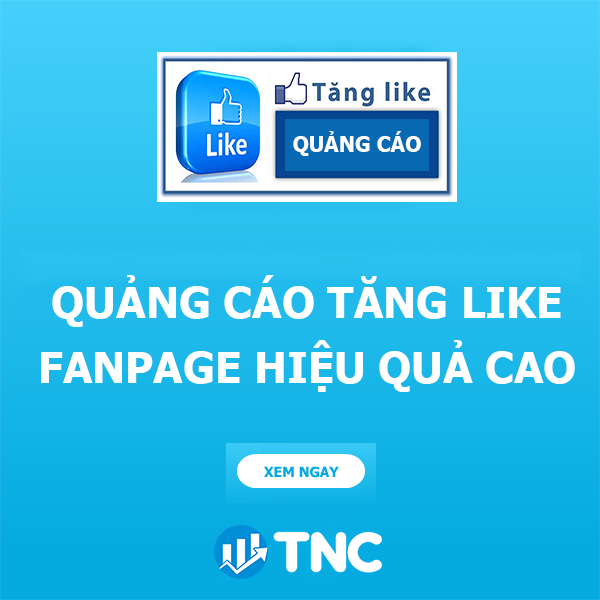 Like
Tăng like
QUẢNG CÁO
QUẢNG CÁO TĂNG LIKE
FANPAGE HIỆU QUẢ CAO
XEM NGAY
TNC